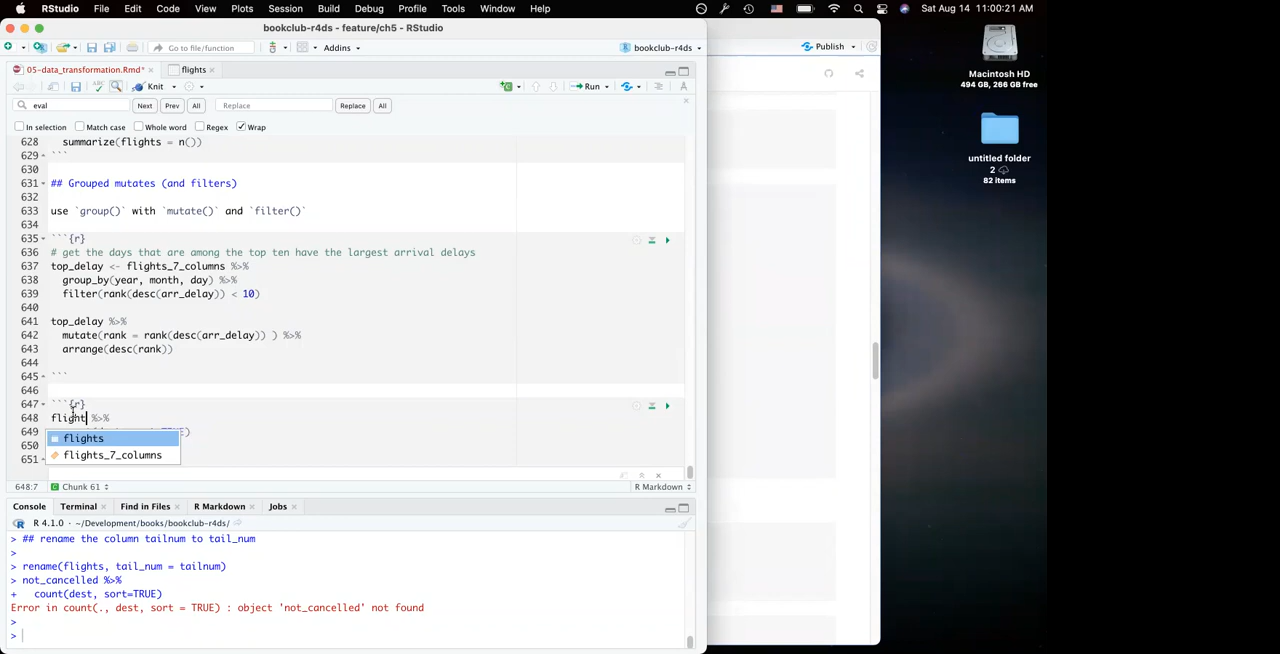 RStudio File Edit Code View Plots Session Build Debug Profile Tools Window Help Sat Aug 14 11:00:21 AM
bookclub-r4ds - feature/ch5 - RStudio
Go to file/function Addins bookclub-r4ds
Publish
05-data_transformation.Rmd* flights
Knit Run
eval Next Prev All Replace Replace All
In selection Match case Whole word Regex Wrap
628 summarize(flights = n())
629 ```
630
631 ## Grouped mutates (and filters)
632
633 use `group()` with `mutate()` and `filter()`
634
635 ```{r}
636 # get the days that are among the top ten have the largest arrival delays
637 top_delay <- flights_7_columns %>%
638 group_by(year, month, day) %>%
639 filter(rank(desc(arr_delay)) < 10)
640
641 top_delay %>%
642 mutate(rank = rank(desc(arr_delay)) ) %>%
643 arrange(desc(rank))
644
645 ```
646
647 ```{r}
648 flight %>%
649 UE)
flights
650
flights_7_columns
651
648:7 Chunk 61 R Markdown
Console Terminal Find in Files R Markdown Jobs
R 4.1.0 · ~/Development/books/bookclub-r4ds/
> ## rename the column tailnum to tail_num
>
> rename(flights, tail_num = tailnum)
> not_cancelled %>%
+ count(dest, sort=TRUE)
Error in count(., dest, sort = TRUE) : object 'not_cancelled' not found
>
>
Macintosh HD
494 GB, 266 GB free
untitled folder
2
82 items